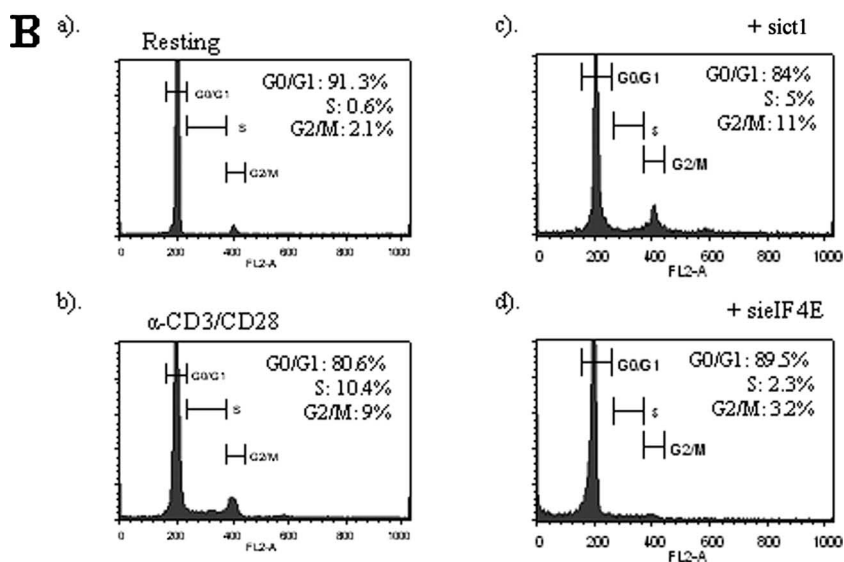 B
a).
Resting
G0/G1: 91.3%
S: 0.6%
G2/M: 2.1%
G0/G1
S
G2/M
0 200 400 600 800 1000
FL2-A
b).
α-CD3/CD28
G0/G1: 80.6%
S: 10.4%
G2/M: 9%
G0/G1
S
G2/M
0 200 400 600 800 1000
FL2-A
c).
+ sict1
G0/G1: 84%
S: 5%
G2/M: 11%
G0/G1
S
G2/M
0 200 400 600 800 1000
FL2-A
d).
+ sieIF4E
G0/G1: 89.5%
S: 2.3%
G2/M: 3.2%
G0/G1
S
G2/M
0 200 400 600 800 1000
FL2-A